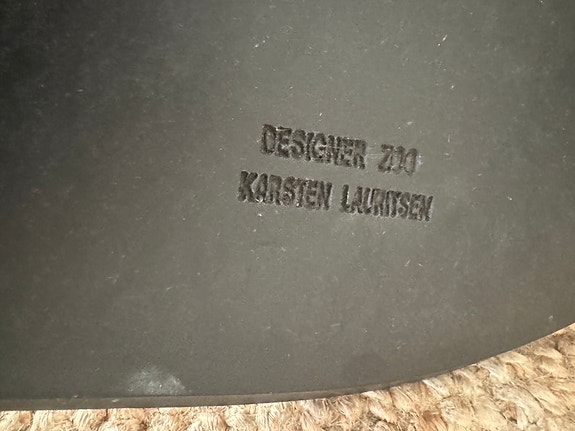 DESIGNER ZOO
KARSTEN LAURITSEN